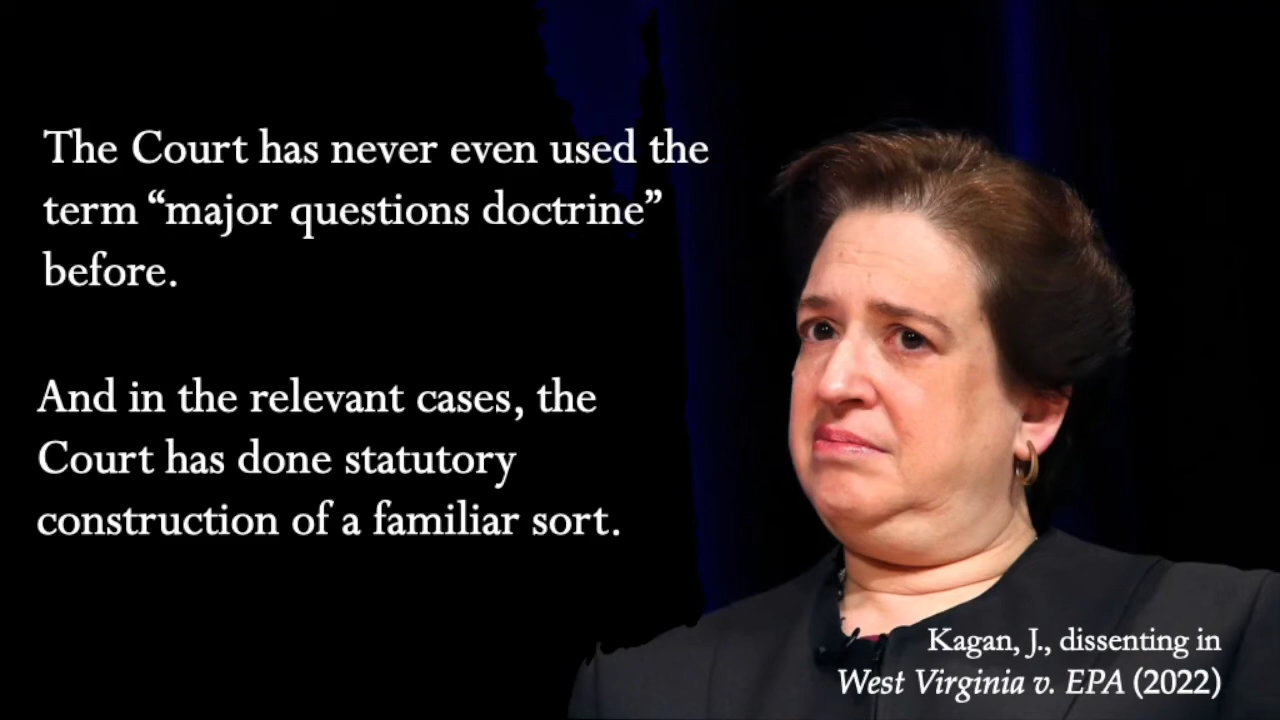 The Court has never even used the
term “major questions doctrine”
before.
And in the relevant cases, the
Court has done statutory
construction of a familiar sort.
Kagan, J., dissenting in
West Virginia v. EPA (2022)